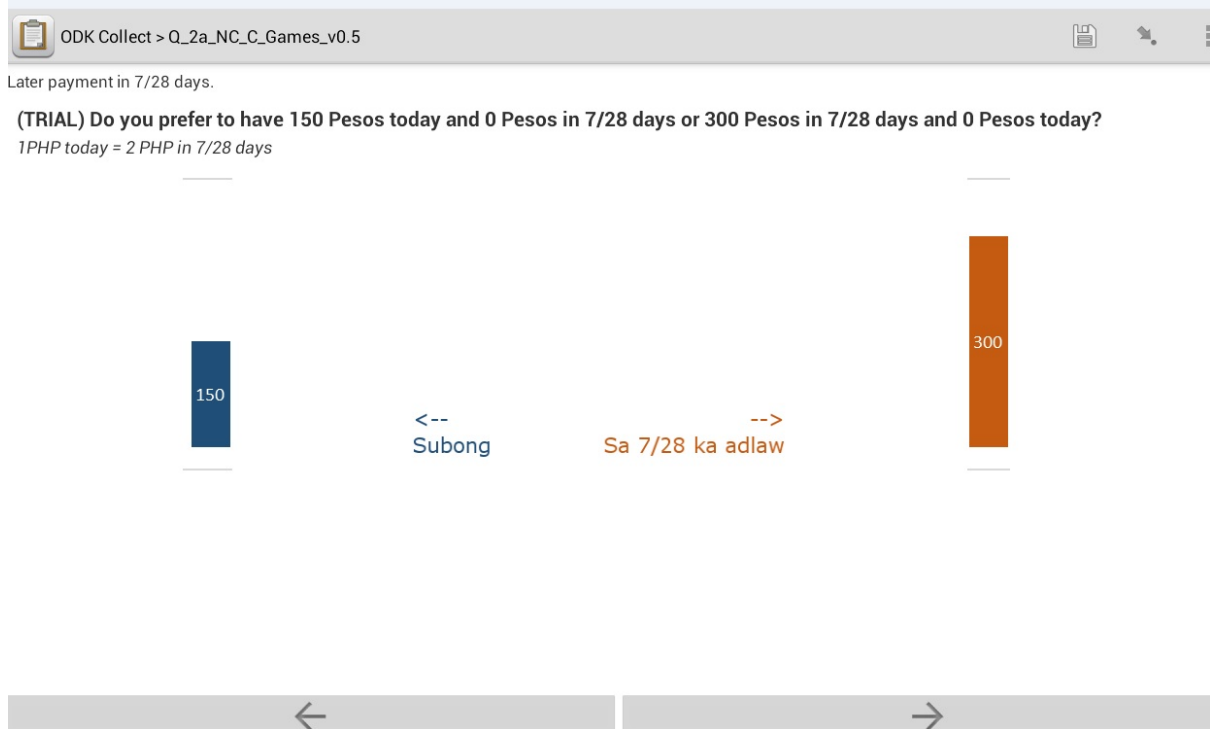 ODK Collect > Q_2a_NC_C_Games_v0.5
Later payment in 7/28 days.
(TRIAL) Do you prefer to have 150 Pesos today and 0 Pesos in 7/28 days or 300 Pesos in 7/28 days and 0 Pesos today?
1PHP today = 2 PHP in 7/28 days
300
150
<-- -->
Subong Sa 7/28 ka adlaw